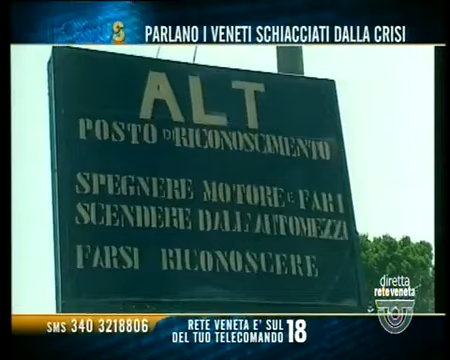 PARLANO I VENETI SCHIACCIATI DALLA CRISI
ALT
POSTO DI RICONOSCIMENTO
SPEGNERE MOTORE E FARI
SCENDERE DALL'AUTOMEZZI
FARSI RICONOSCERE
diretta
rete veneta
SMS 340 3218806
RETE VENETA E' SUL
DEL TUO TELECOMANDO 18